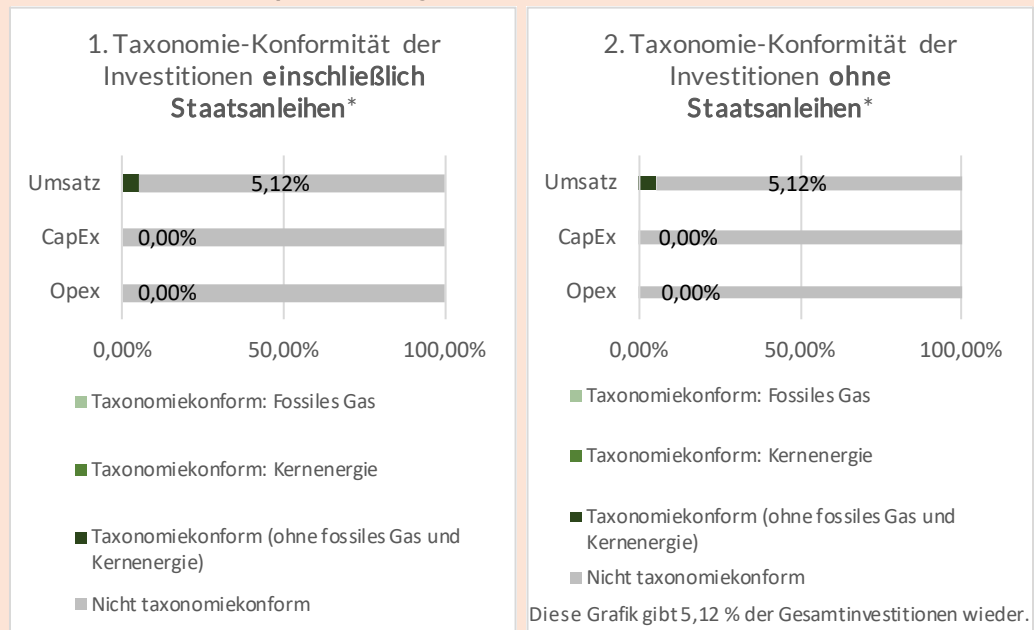 1. Taxonomie-Konformität der
Investitionen einschließlich
Staatsanleihen*
Umsatz
5,12%
CapEx
0,00%
Opex
0,00%
0,00%
50,00%
100,00%
Taxonomiekonform: Fossiles Gas
Taxonomiekonform: Kernenergie
Taxonomiekonform (ohne fossiles Gas und
Kernenergie)
Nicht taxonomiekonform
2. Taxonomie-Konformität der
Investitionen ohne
Staatsanleihen*
Umsatz
5,12%
CapEx
0,00%
Opex
0,00%
0,00%
50,00%
100,00%
Taxonomiekonform: Fossiles Gas
Taxonomiekonform: Kernenergie
Taxonomiekonform (ohne fossiles Gas und
Kernenergie)
Nicht taxonomiekonform
Diese Grafik gibt 5,12 % der Gesamtinvestitionen wieder.